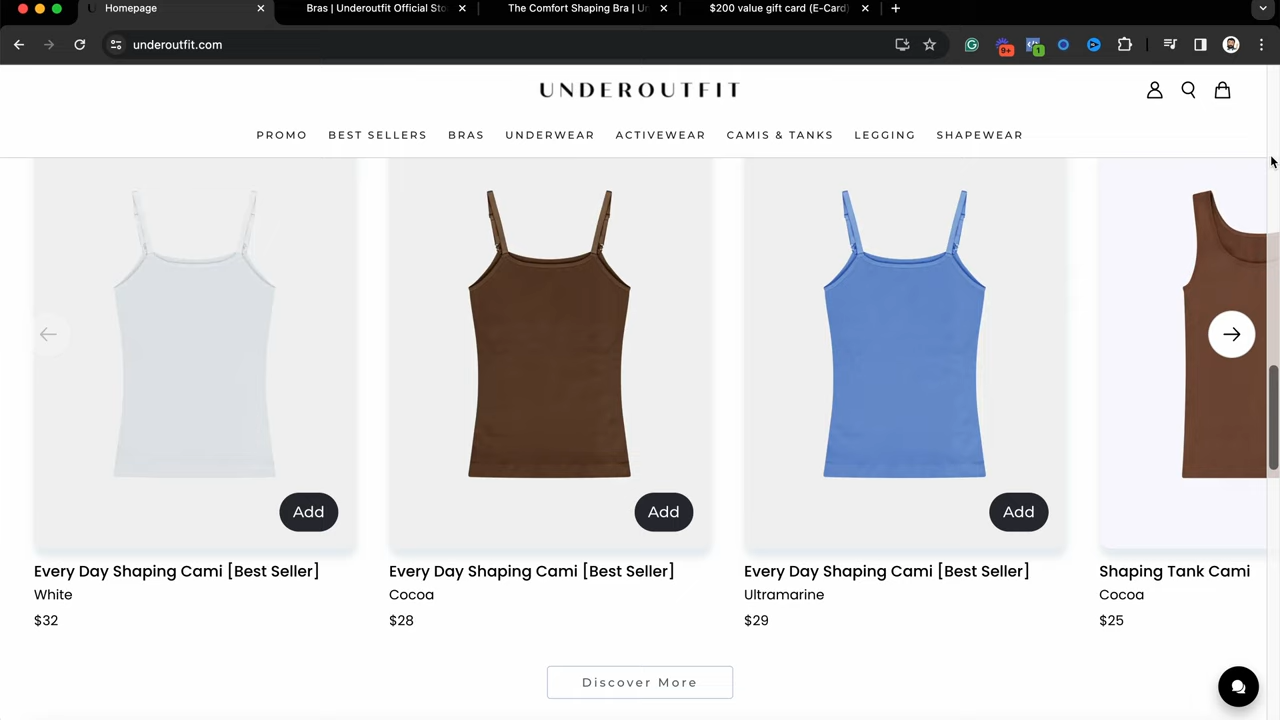 Homepage
Bras | Underoutfit Official Sto
The Comfort Shaping Bra | Un
$200 value gift card (E-Card)
underoutfit.com
9+
1
UNDEROUTFIT
PROMO BEST SELLERS BRAS UNDERWEAR ACTIVEWEAR CAMIS & TANKS LEGGING SHAPEWEAR
Add
Add
Add
Every Day Shaping Cami [Best Seller]
White
$32
Every Day Shaping Cami [Best Seller]
Cocoa
$28
Every Day Shaping Cami [Best Seller]
Ultramarine
$29
Shaping Tank Cami
Cocoa
$25
Discover More